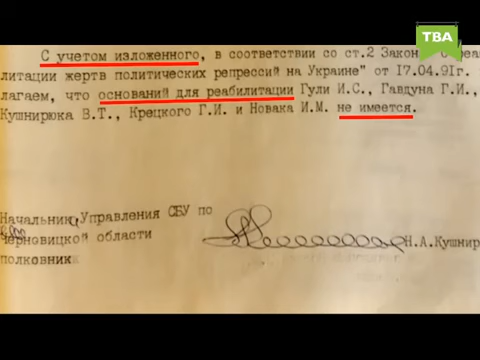 ТВА
С учетом изложенного, в соответствии со ст.2 Закон
литации жертв политических репрессий на Украине" от 17.04.91г.
лагаем, что оснований для реабилитации Гули И.С., Гавдуна Г.И.,
Кушнирюка В.Т., Крецкого Г.И. и Новака И.М. не имеется.
Начальник Управления СБУ по
Черновицкой области
полковник
Н.А.Кушнир